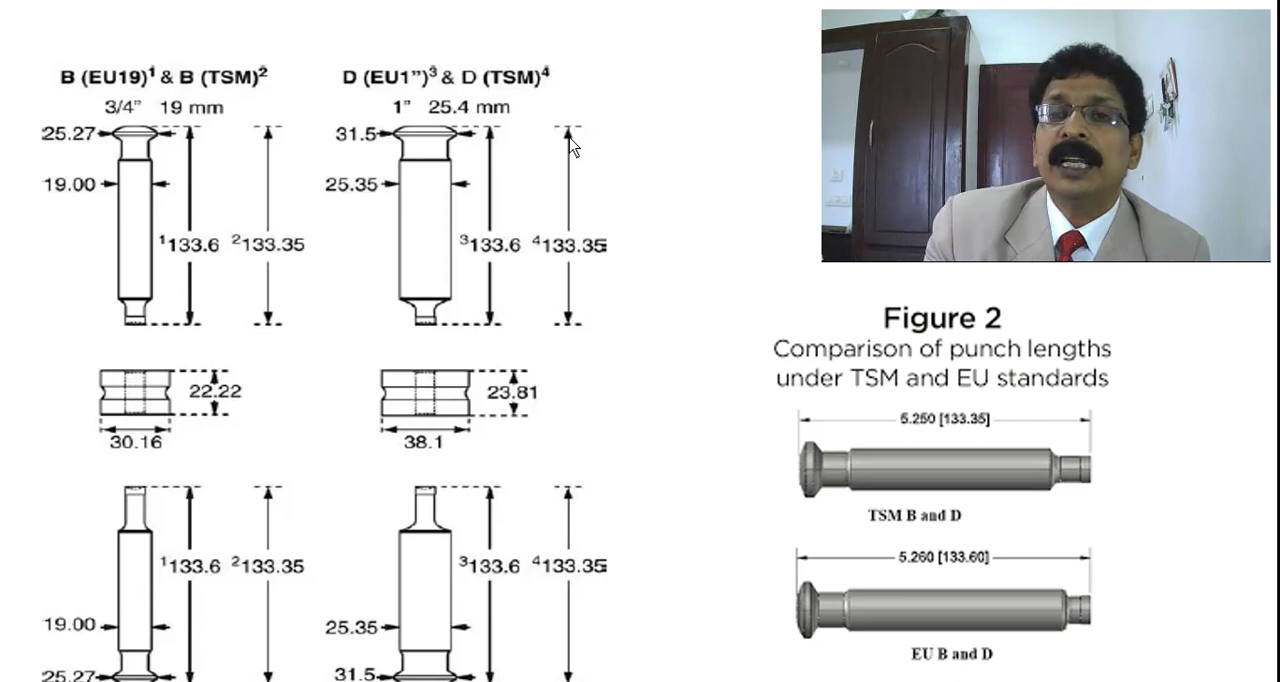 B (EU19)¹ & B (TSM)²
3/4” 19 mm
25.27
19.00
¹133.6 ²133.35
22.22
30.16
¹133.6 ²133.35
19.00
25.27
D (EU1”)³ & D (TSM)⁴
1” 25.4 mm
31.5
25.35
³133.6 ⁴133.35
23.81
38.1
³133.6 ⁴133.35
25.35
31.5
Figure 2
Comparison of punch lengths
under TSM and EU standards
5.250 [133.35]
TSM B and D
5.260 [133.60]
EU B and D